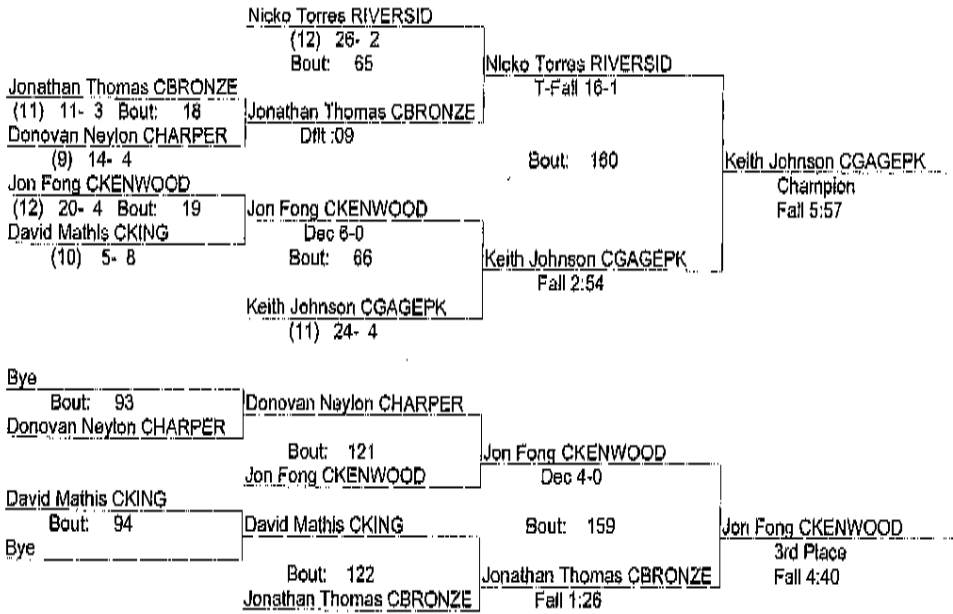 Nicko Torres RIVERSID
(12) 26- 2
Bout: 65
Nicko Torres RIVERSID
T-Fall 16-1
Jonathan Thomas CBRONZE
(11) 11- 3 Bout: 18
Jonathan Thomas CBRONZE
Dflt :09
Donovan Neylon CHARPER
(9) 14- 4
Bout: 160
Keith Johnson CGAGEPK
Champion
Fall 5:57
Jon Fong CKENWOOD
(12) 20- 4 Bout: 19
Jon Fong CKENWOOD
Dec 6-0
David Mathis CKING
(10) 5- 8
Bout: 66
Keith Johnson CGAGEPK
Fall 2:54
Keith Johnson CGAGEPK
(11) 24- 4
Bye
Bout: 93
Donovan Neylon CHARPER
Donovan Neylon CHARPER
Bout: 121
Jon Fong CKENWOOD
Jon Fong CKENWOOD
Dec 4-0
David Mathis CKING
Bout: 94
David Mathis CKING
Bye
Bout: 159
Jon Fong CKENWOOD
3rd Place
Fall 4:40
Bout: 122
Jonathan Thomas CBRONZE
Jonathan Thomas CBRONZE
Fall 1:26